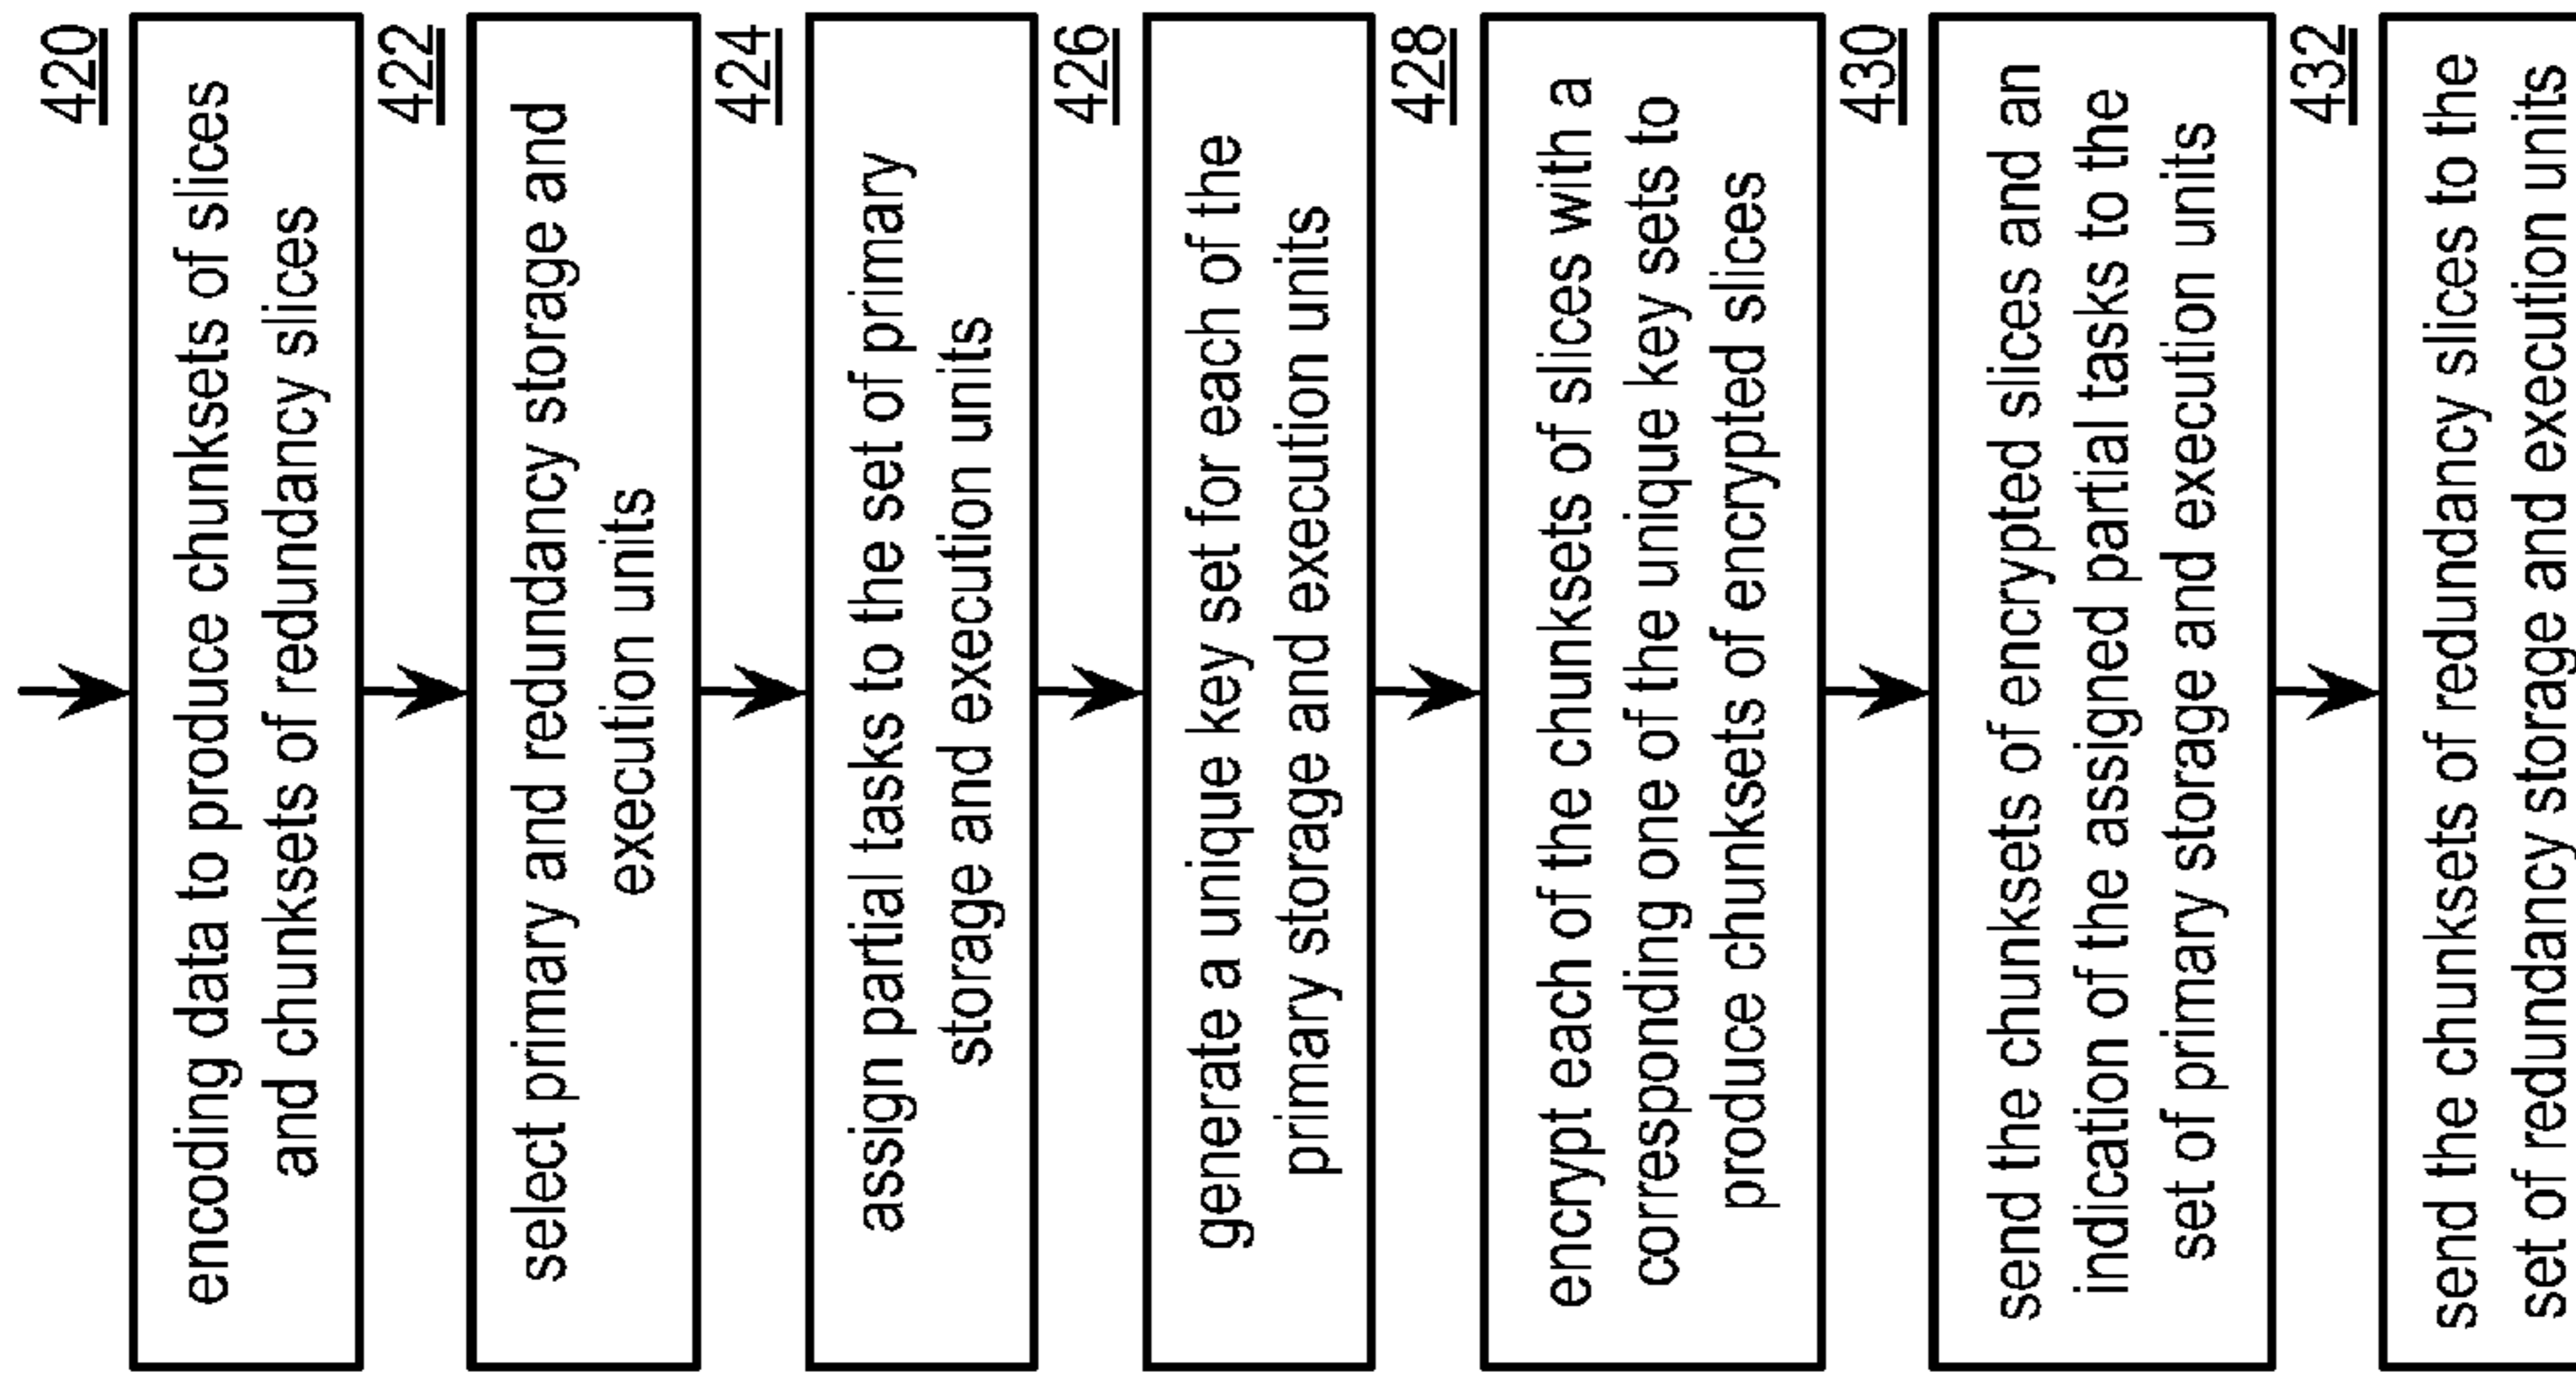 420
encoding data to produce chunksets of slices
and chunksets of redundancy slices
422
select primary and redundancy storage and
execution units
424
assign partial tasks to the set of primary
storage and execution units
426
generate a unique key set for each of the
primary storage and execution units
428
encrypt each of the chunksets of slices with a
corresponding one of the unique key sets to
produce chunksets of encrypted slices
430
send the chunksets of encrypted slices and an
indication of the assigned partial tasks to the
set of primary storage and execution units
432
send the chunksets of redundancy slices to the
set of redundancy storage and execution units